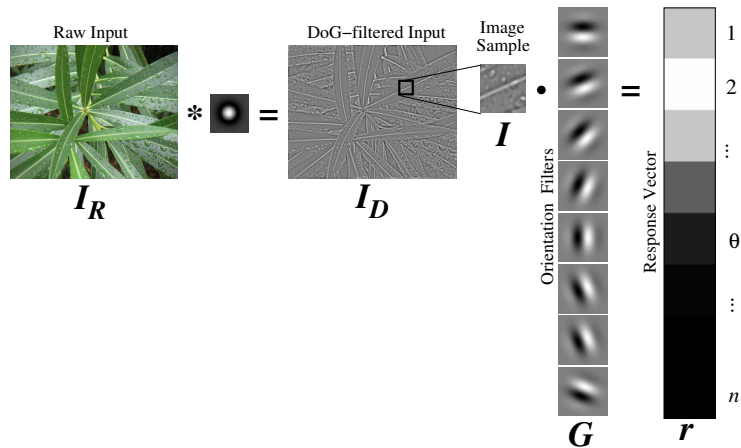 Raw Input
DoG-filtered Input
Image
Sample
* =
• =
I_R
I_D
I
Orientation Filters
G
Response Vector
r
1
2
...
θ
...
n